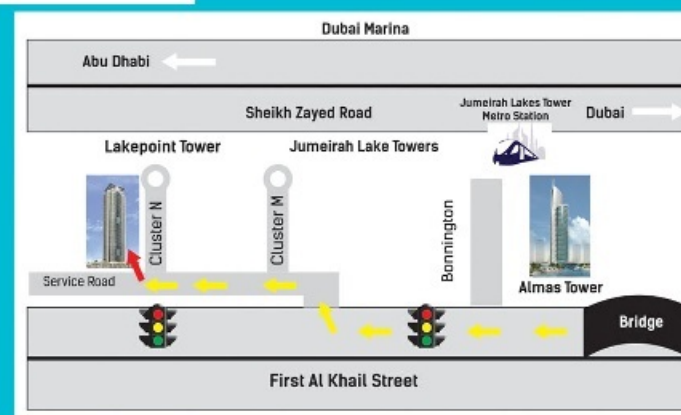 Dubai Marina
Abu Dhabi
Sheikh Zayed Road
Jumeirah Lakes Tower
Metro Station
Dubai
Lakepoint Tower
Jumeirah Lake Towers
Cluster N
Cluster M
Bonnington
Almas Tower
Service Road
Bridge
First Al Khail Street